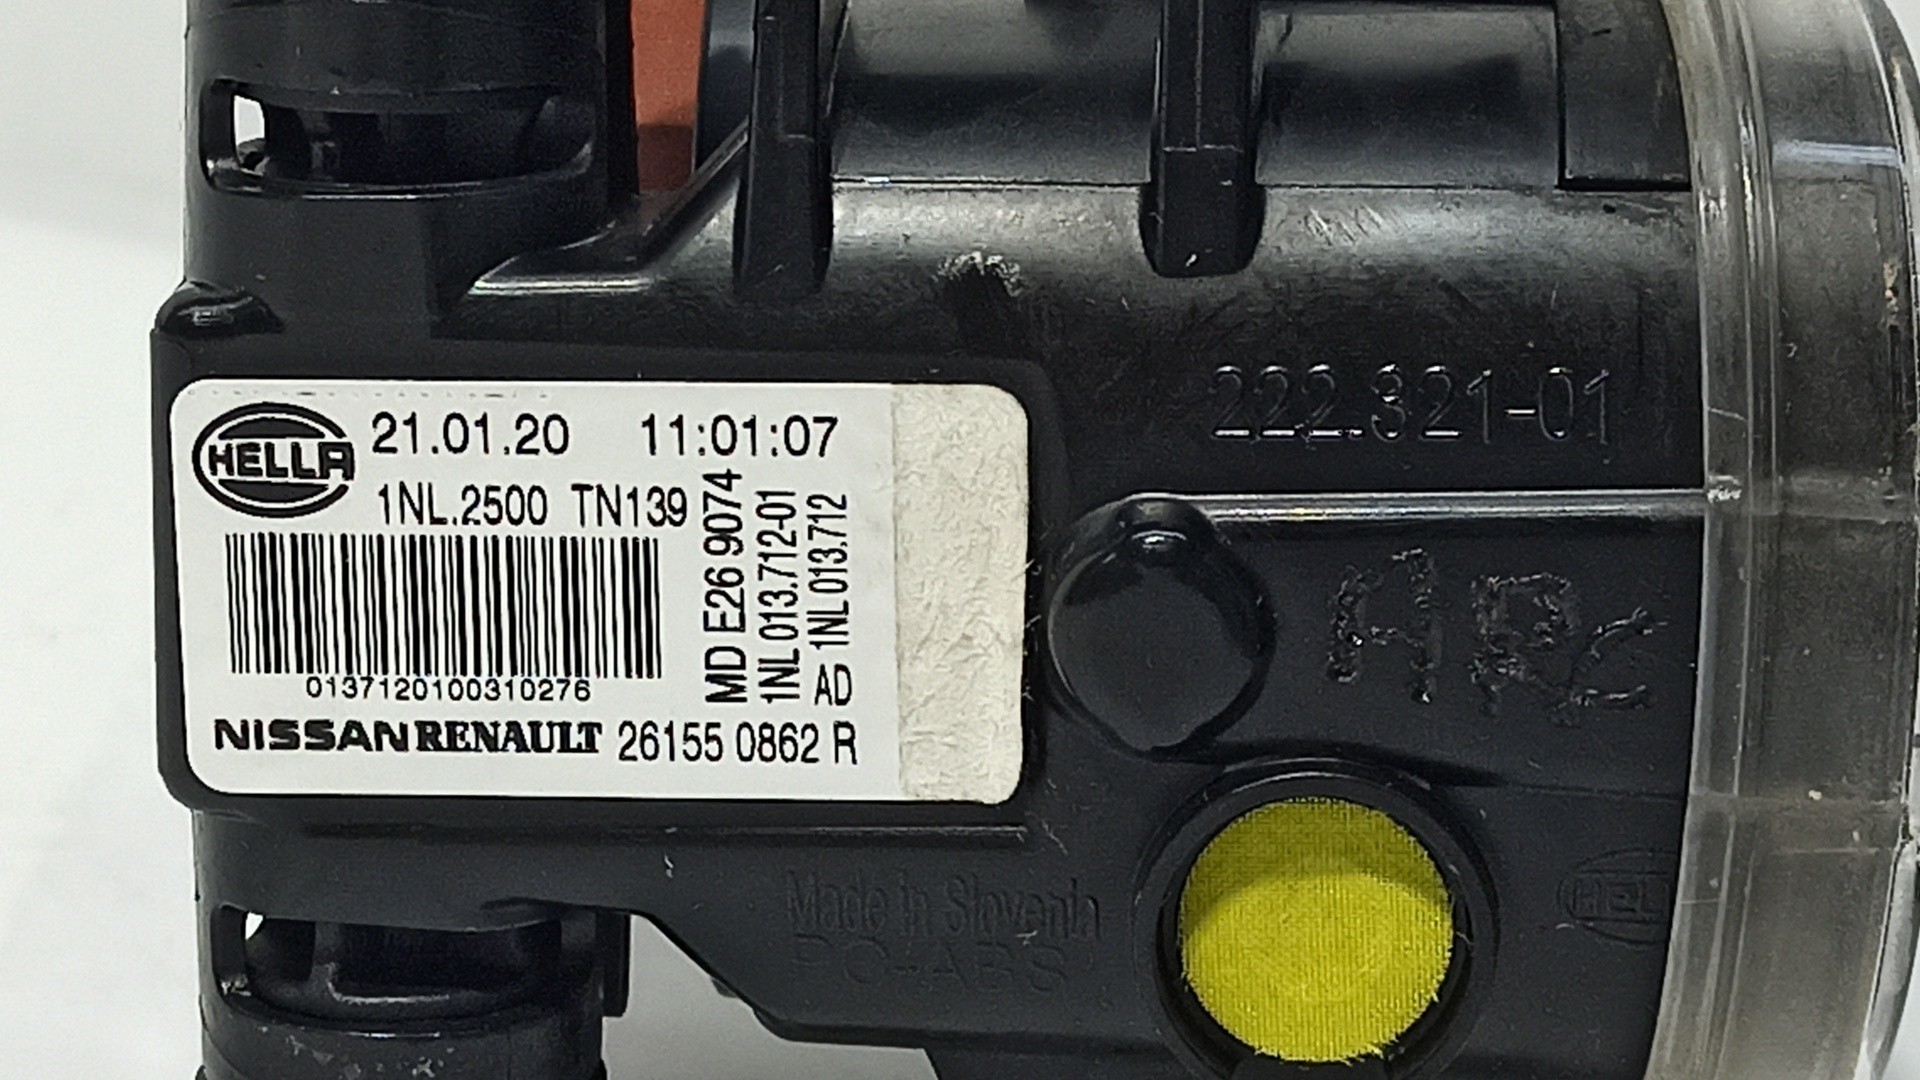 HELLA
21.01.20 11:01:07
1NL.2500 TN139
0137120100310276
MD E26 9074
1NL 013.712-01
AD 1NL 013.712
NISSAN RENAULT 26155 0862 R
222.321-01
Made in Slovenia
PC-ABS
HELL